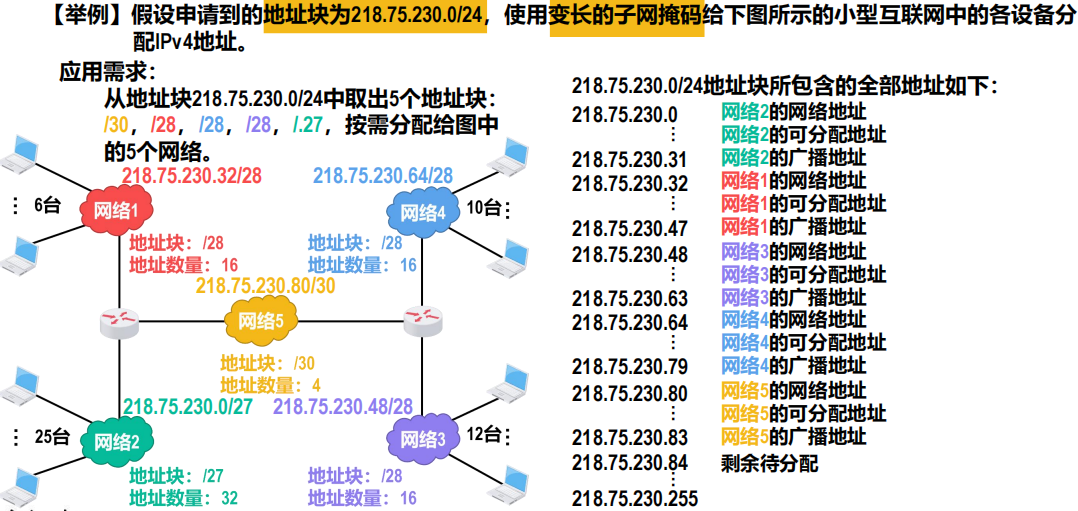 【举例】假设申请到的地址块为218.75.230.0/24，使用变长的子网掩码给下图所示的小型互联网中的各设备分
配IPv4地址。
应用需求：
从地址块218.75.230.0/24中取出5个地址块：
/30，/28，/28，/28，/.27，按需分配给图中
的5个网络。
218.75.230.32/28
218.75.230.64/28
网络1
⋮ 6台
网络4
10台⋮
地址块：/28
地址数量：16
地址块：/28
地址数量：16
218.75.230.80/30
网络5
地址块：/30
地址数量：4
218.75.230.0/27
218.75.230.48/28
⋮ 25台
网络2
网络3
12台⋮
地址块：/27
地址数量：32
地址块：/28
地址数量：16
218.75.230.0/24地址块所包含的全部地址如下：
218.75.230.0 网络2的网络地址
⋮ 网络2的可分配地址
218.75.230.31 网络2的广播地址
218.75.230.32 网络1的网络地址
⋮ 网络1的可分配地址
218.75.230.47 网络1的广播地址
218.75.230.48 网络3的网络地址
⋮ 网络3的可分配地址
218.75.230.63 网络3的广播地址
218.75.230.64 网络4的网络地址
⋮ 网络4的可分配地址
218.75.230.79 网络4的广播地址
218.75.230.80 网络5的网络地址
⋮ 网络5的可分配地址
218.75.230.83 网络5的广播地址
218.75.230.84 剩余待分配
⋮
218.75.230.255